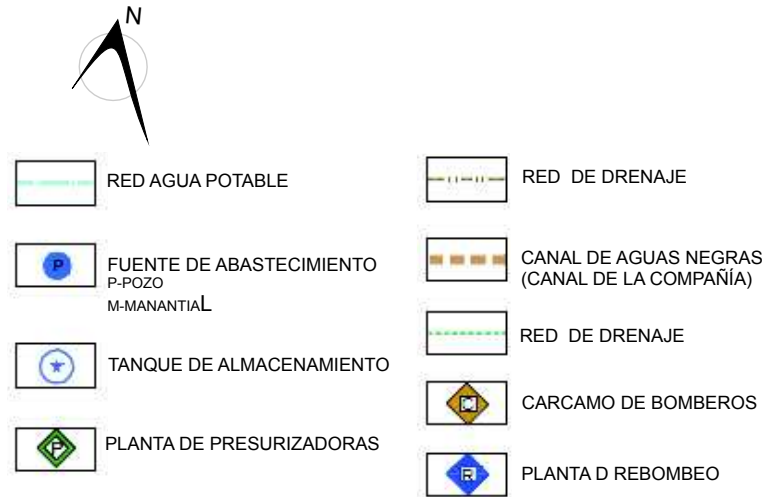 N
RED AGUA POTABLE
P
FUENTE DE ABASTECIMIENTO
P-POZO
M-MANANTIAL
TANQUE DE ALMACENAMIENTO
P
PLANTA DE PRESURIZADORAS
RED DE DRENAJE
CANAL DE AGUAS NEGRAS
(CANAL DE LA COMPAÑÍA)
RED DE DRENAJE
C
CARCAMO DE BOMBEROS
R
PLANTA D REBOMBEO